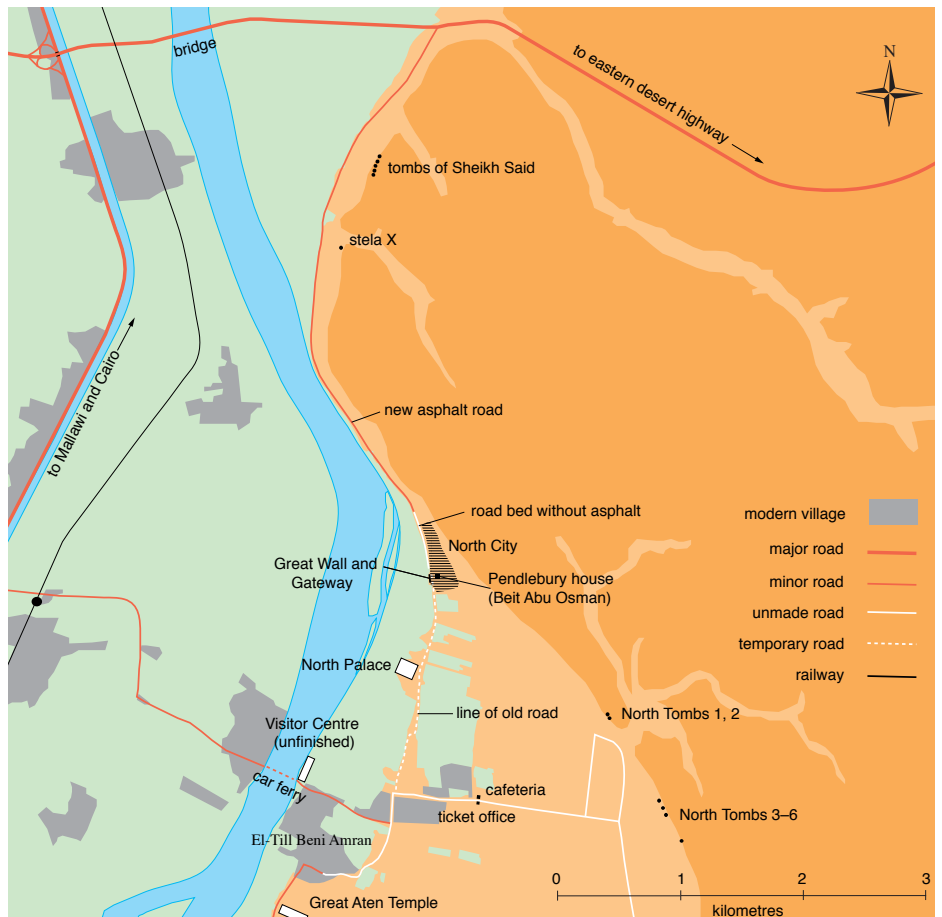 bridge
N
to eastern desert highway
tombs of Sheikh Said
stela X
to Mallawi and Cairo
new asphalt road
road bed without asphalt
North City
Great Wall and
Gateway
Pendlebury house
(Beit Abu Osman)
modern village
major road
minor road
unmade road
temporary road
railway
North Palace
line of old road
North Tombs 1, 2
Visitor Centre
(unfinished)
car ferry
cafeteria
ticket office
North Tombs 3–6
El-Till Beni Amran
Great Aten Temple
0 1 2 3
kilometres